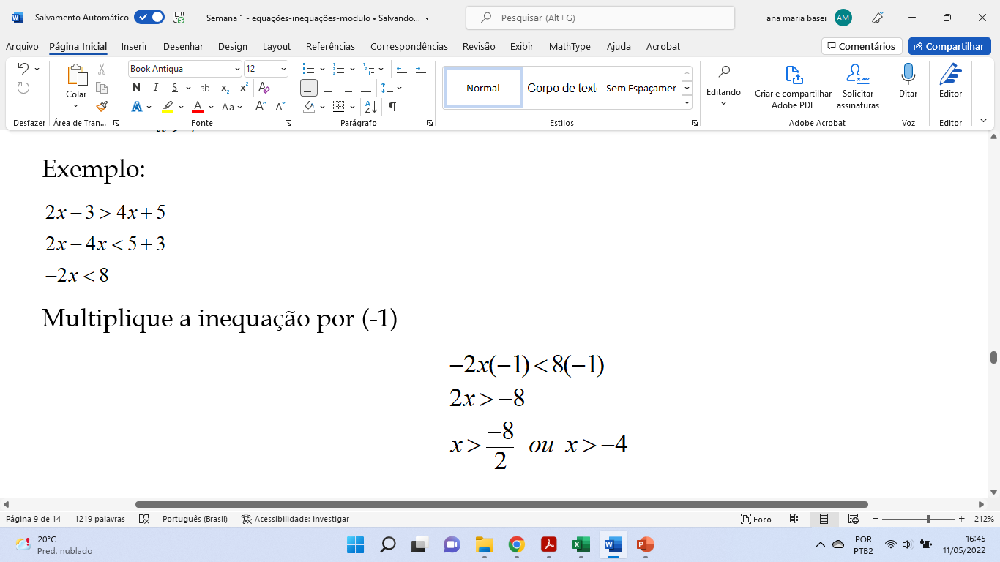 Salvamento Automático
Semana 1 - equações-inequações-modulo • Salvando...
Pesquisar (Alt+G)
ana maria basei
AM
Arquivo Página Inicial Inserir Desenhar Design Layout Referências Correspondências Revisão Exibir MathType Ajuda Acrobat
Comentários
Compartilhar
Book Antiqua 12
Colar
N I S ab x₂ x²
A A Aa A A
Normal
Corpo de text
Sem Espaçamer
Editando
Criar e compartilhar
Adobe PDF
Solicitar
assinaturas
Ditar
Editor
Desfazer Área de Tran... Fonte Parágrafo Estilos Adobe Acrobat Voz Editor
Exemplo:
2x − 3 > 4x + 5
2x − 4x < 5 + 3
−2x < 8
Multiplique a inequação por (-1)
−2x(−1) < 8(−1)
2x > −8
x > −8/2 ou x > −4
Página 9 de 14 1219 palavras Português (Brasil) Acessibilidade: investigar Foco 212%
20°C
Pred. nublado
POR
PTB2
16:45
11/05/2022